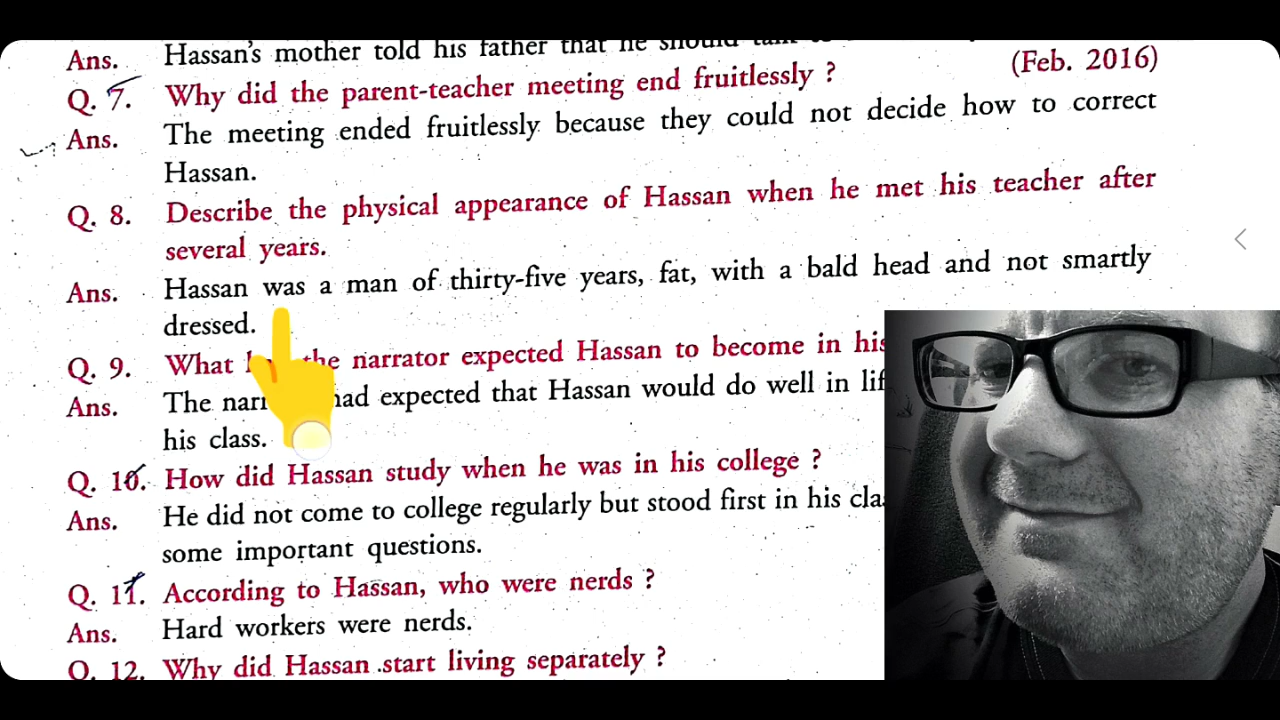 Ans. Hassan's mother told his father that he should talk to
Q. 7. Why did the parent-teacher meeting end fruitlessly ? (Feb. 2016)
Ans. The meeting ended fruitlessly because they could not decide how to correct
Hassan.
Q. 8. Describe the physical appearance of Hassan when he met his teacher after
several years.
Ans. Hassan was a man of thirty-five years, fat, with a bald head and not smartly
dressed.
Q. 9. What the narrator expected Hassan to become in his
Ans. The had expected that Hassan would do well in
his class.
Q. 10. How did Hassan study when he was in his college ?
Ans. He did not come to college regularly but stood first in his
some important questions.
Q. 11. According to Hassan, who were nerds ?
Ans. Hard workers were nerds.
Q. 12. Why did Hassan start living separately ?